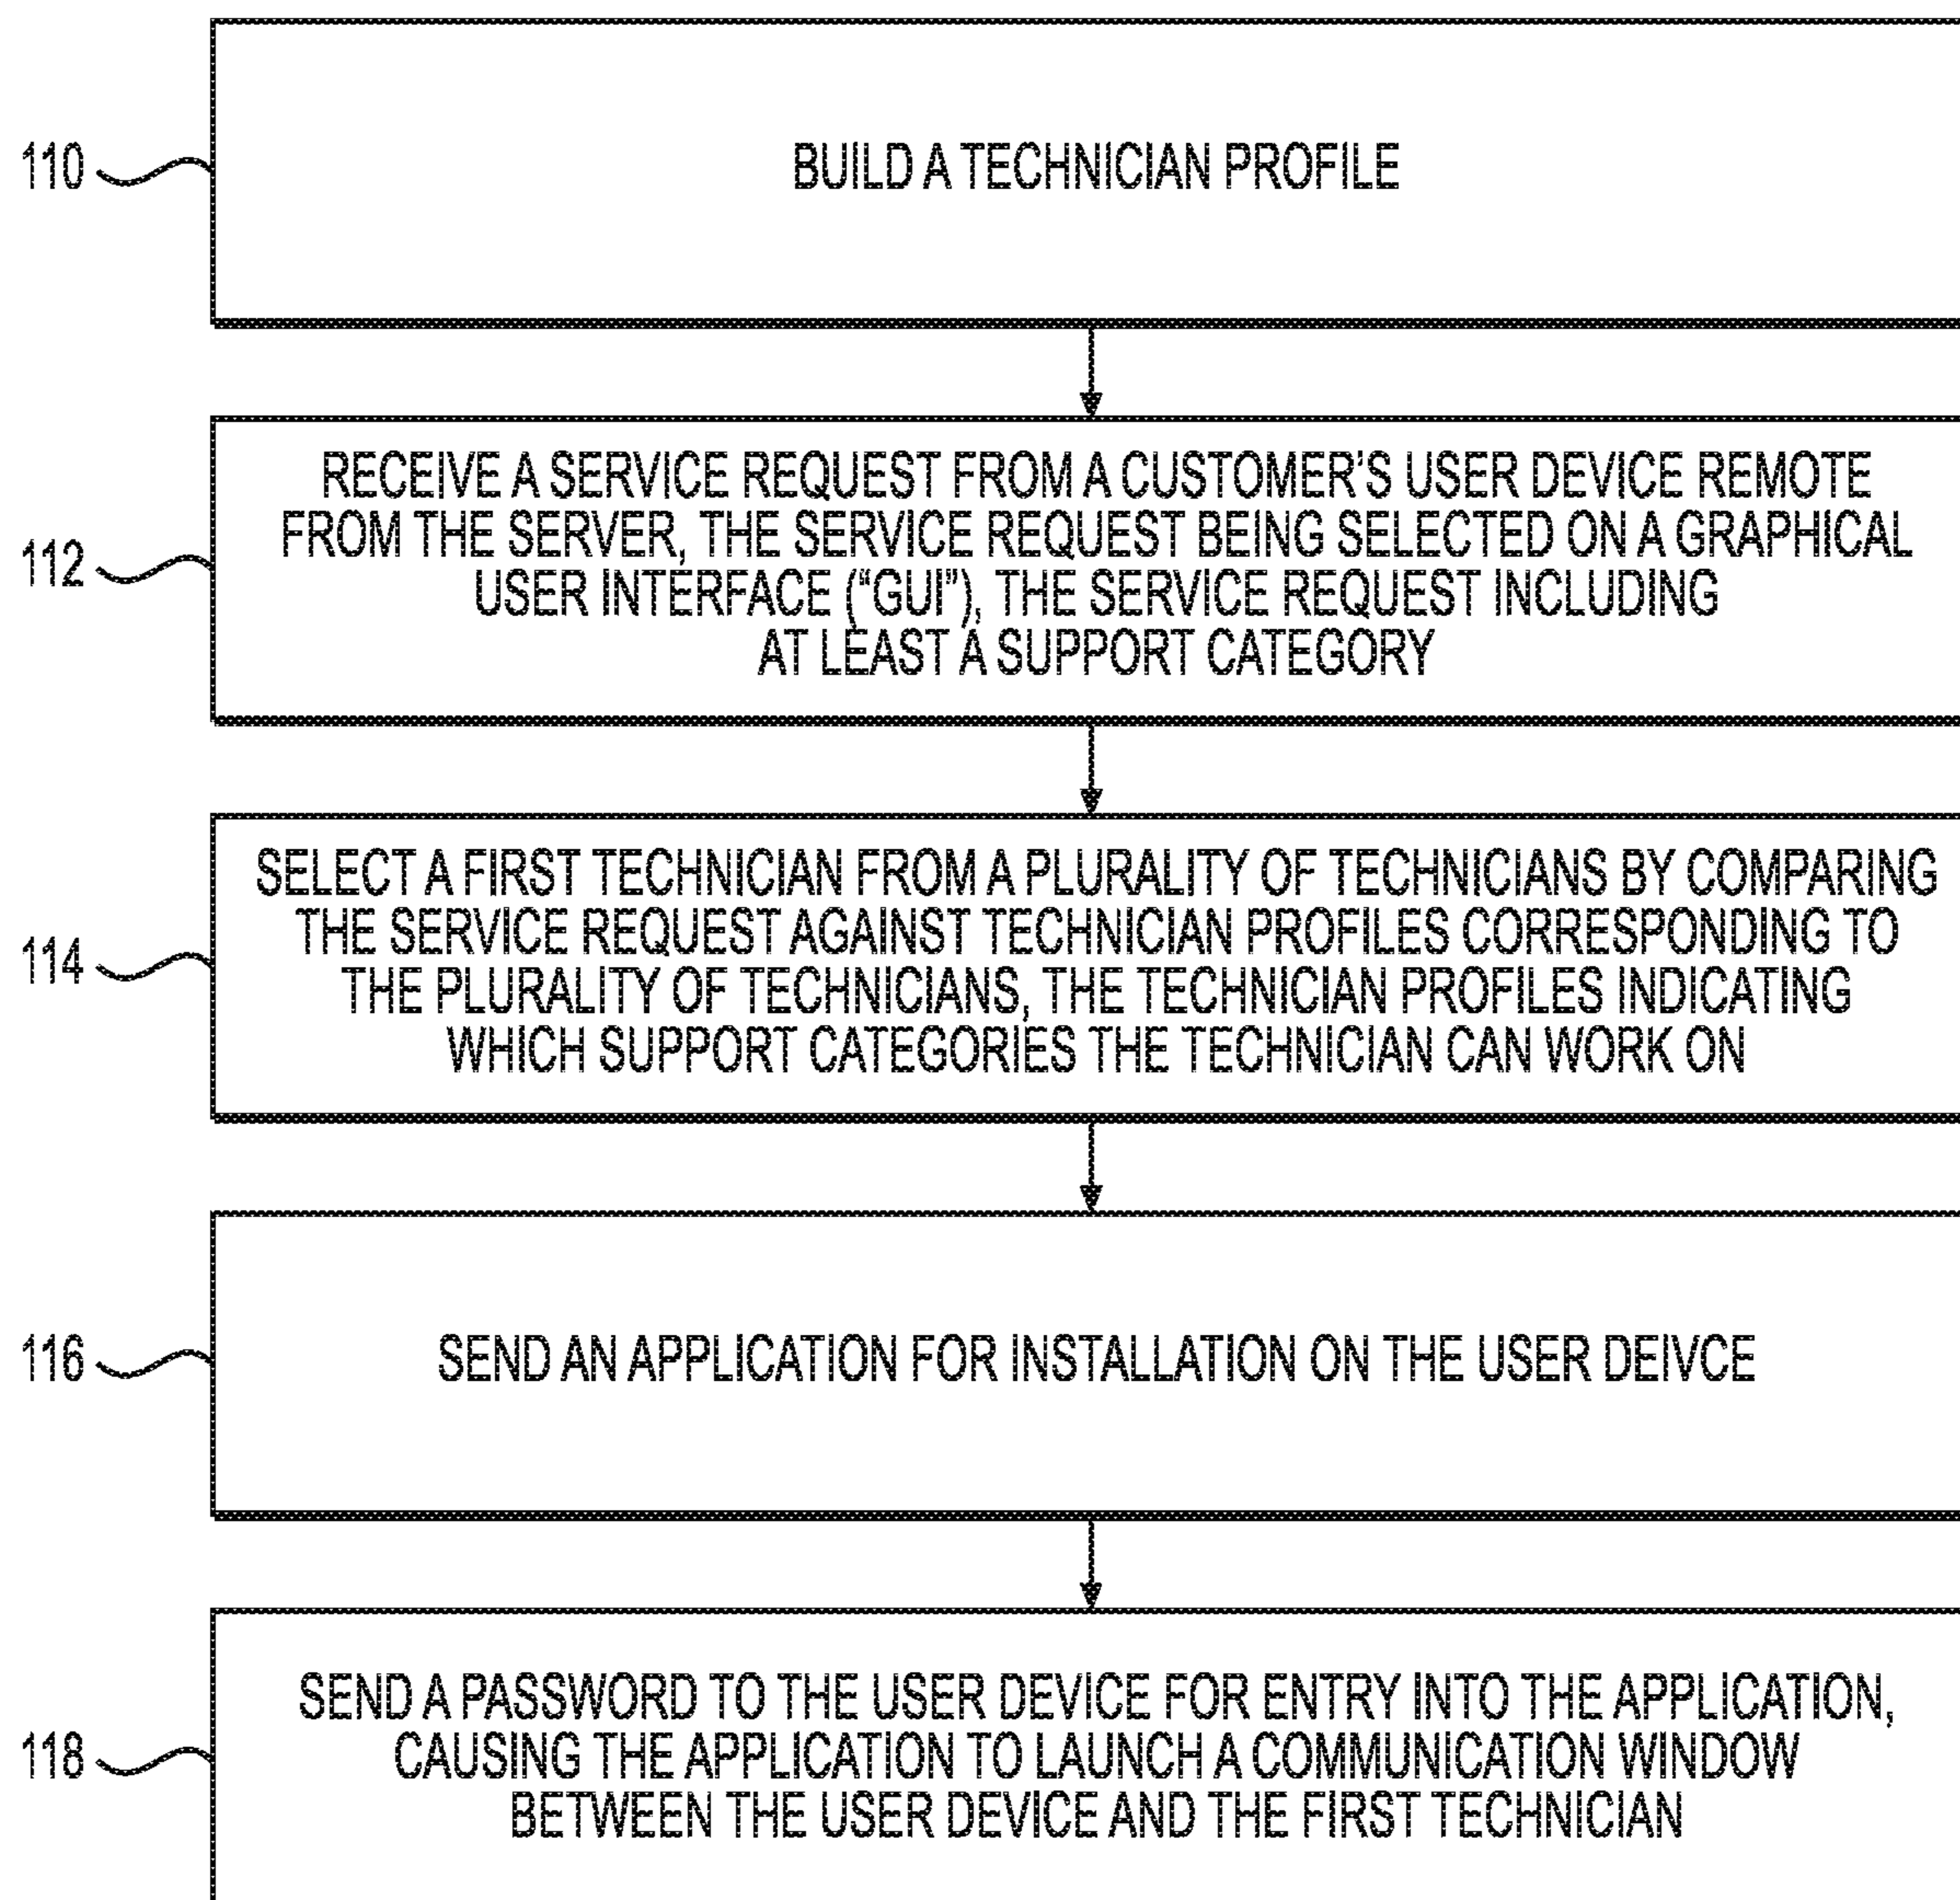 110
BUILD A TECHNICIAN PROFILE
112
RECEIVE A SERVICE REQUEST FROM A CUSTOMER'S USER DEVICE REMOTE
FROM THE SERVER, THE SERVICE REQUEST BEING SELECTED ON A GRAPHICAL
USER INTERFACE (“GUI”), THE SERVICE REQUEST INCLUDING
AT LEAST A SUPPORT CATEGORY
114
SELECT A FIRST TECHNICIAN FROM A PLURALITY OF TECHNICIANS BY COMPARING
THE SERVICE REQUEST AGAINST TECHNICIAN PROFILES CORRESPONDING TO
THE PLURALITY OF TECHNICIANS, THE TECHNICIAN PROFILES INDICATING
WHICH SUPPORT CATEGORIES THE TECHNICIAN CAN WORK ON
116
SEND AN APPLICATION FOR INSTALLATION ON THE USER DEIVCE
118
SEND A PASSWORD TO THE USER DEVICE FOR ENTRY INTO THE APPLICATION,
CAUSING THE APPLICATION TO LAUNCH A COMMUNICATION WINDOW
BETWEEN THE USER DEVICE AND THE FIRST TECHNICIAN